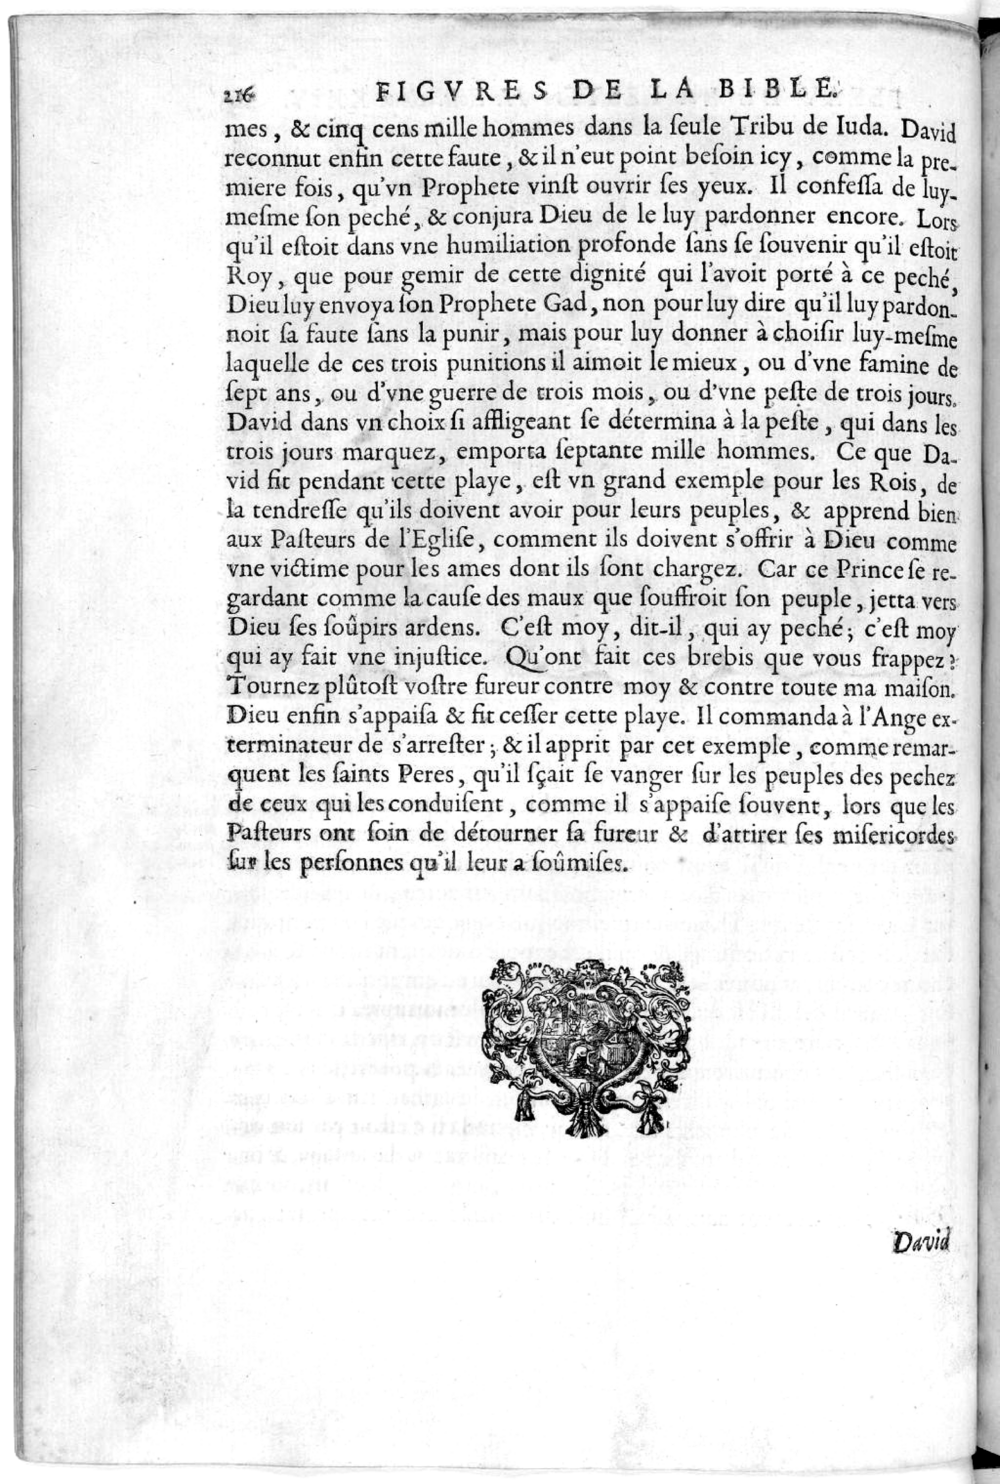 216 FIGVRES DE LA BIBLE.
mes, & cinq cens mille hommes dans la ſeule Tribu de Iuda. David
reconnut enfin cette faute, & il n'eut point beſoin icy, comme la pre-
miere fois, qu'vn Prophete vinſt ouvrir ſes yeux. Il confeſſa de luy-
meſme ſon peché, & conjura Dieu de le luy pardonner encore. Lors
qu'il eſtoit dans vne humiliation profonde ſans ſe ſouvenir qu'il eſtoit
Roy, que pour gemir de cette dignité qui l'avoit porté à ce peché,
Dieu luy envoya ſon Prophete Gad, non pour luy dire qu'il luy pardon-
noit ſa faute ſans la punir, mais pour luy donner à choiſir luy-meſme
laquelle de ces trois punitions il aimoit le mieux, ou d'vne famine de
ſept ans, ou d'vne guerre de trois mois, ou d'vne peſte de trois jours.
David dans vn choix ſi affligeant ſe détermina à la peſte, qui dans les
trois jours marquez, emporta ſeptante mille hommes. Ce que Da-
vid fit pendant cette playe, eſt vn grand exemple pour les Rois, de
la tendreſſe qu'ils doivent avoir pour leurs peuples, & apprend bien
aux Paſteurs de l'Egliſe, comment ils doivent s'offrir à Dieu comme
vne victime pour les ames dont ils ſont chargez. Car ce Prince ſe re-
gardant comme la cauſe des maux que ſouffroit ſon peuple, jetta vers
Dieu ſes ſoûpirs ardens. C'eſt moy, dit-il, qui ay peché; c'eſt moy
qui ay fait vne injuſtice. Qu'ont fait ces brebis que vous frappez?
Tournez plûtoſt voſtre fureur contre moy & contre toute ma maiſon.
Dieu enfin s'appaiſa & fit ceſſer cette playe. Il commanda à l'Ange ex-
terminateur de s'arreſter; & il apprit par cet exemple, comme remar-
quent les ſaints Peres, qu'il ſçait ſe vanger ſur les peuples des pechez
de ceux qui les conduiſent, comme il s'appaiſe ſouvent, lors que les
Paſteurs ont ſoin de détourner ſa fureur & d'attirer ſes miſericordes
ſur les perſonnes qu'il leur a ſoûmiſes.
David